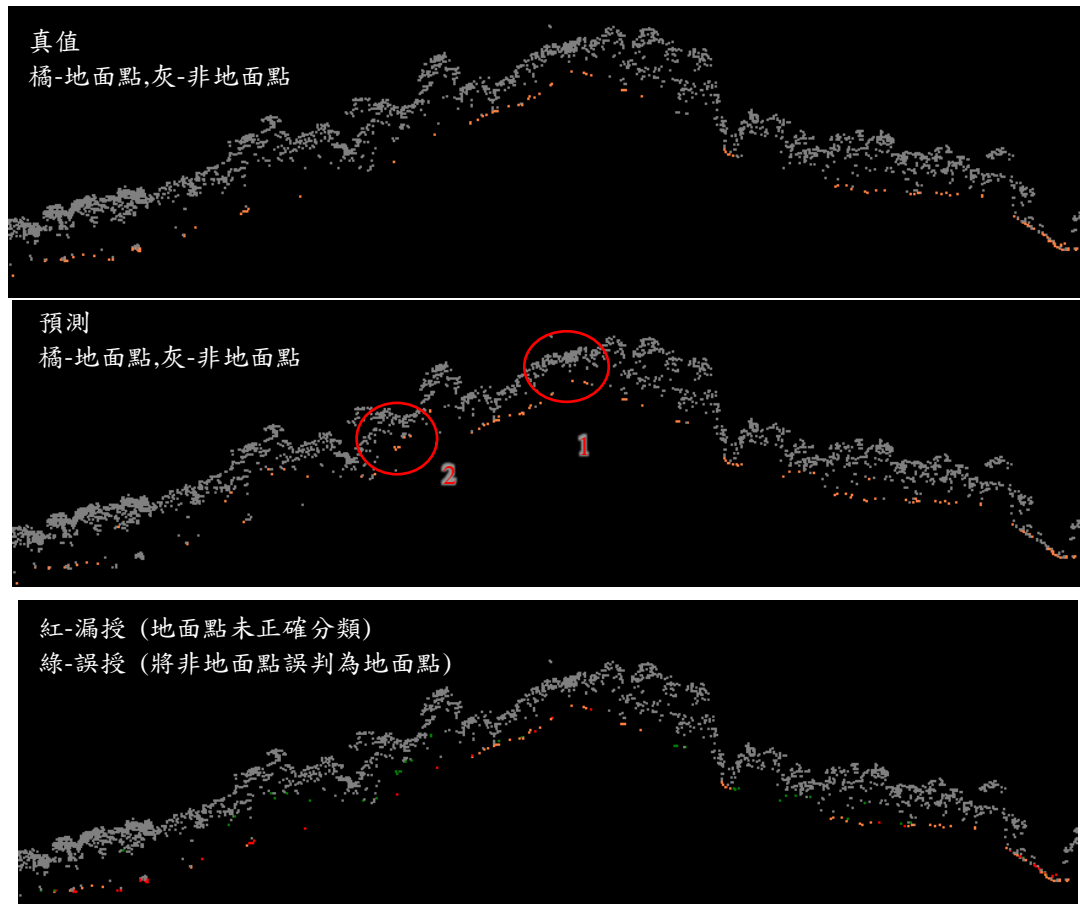 真值
橘-地面點,灰-非地面點
預測
橘-地面點,灰-非地面點
1
2
紅-漏授 (地面點未正確分類)
綠-誤授 (將非地面點誤判為地面點)